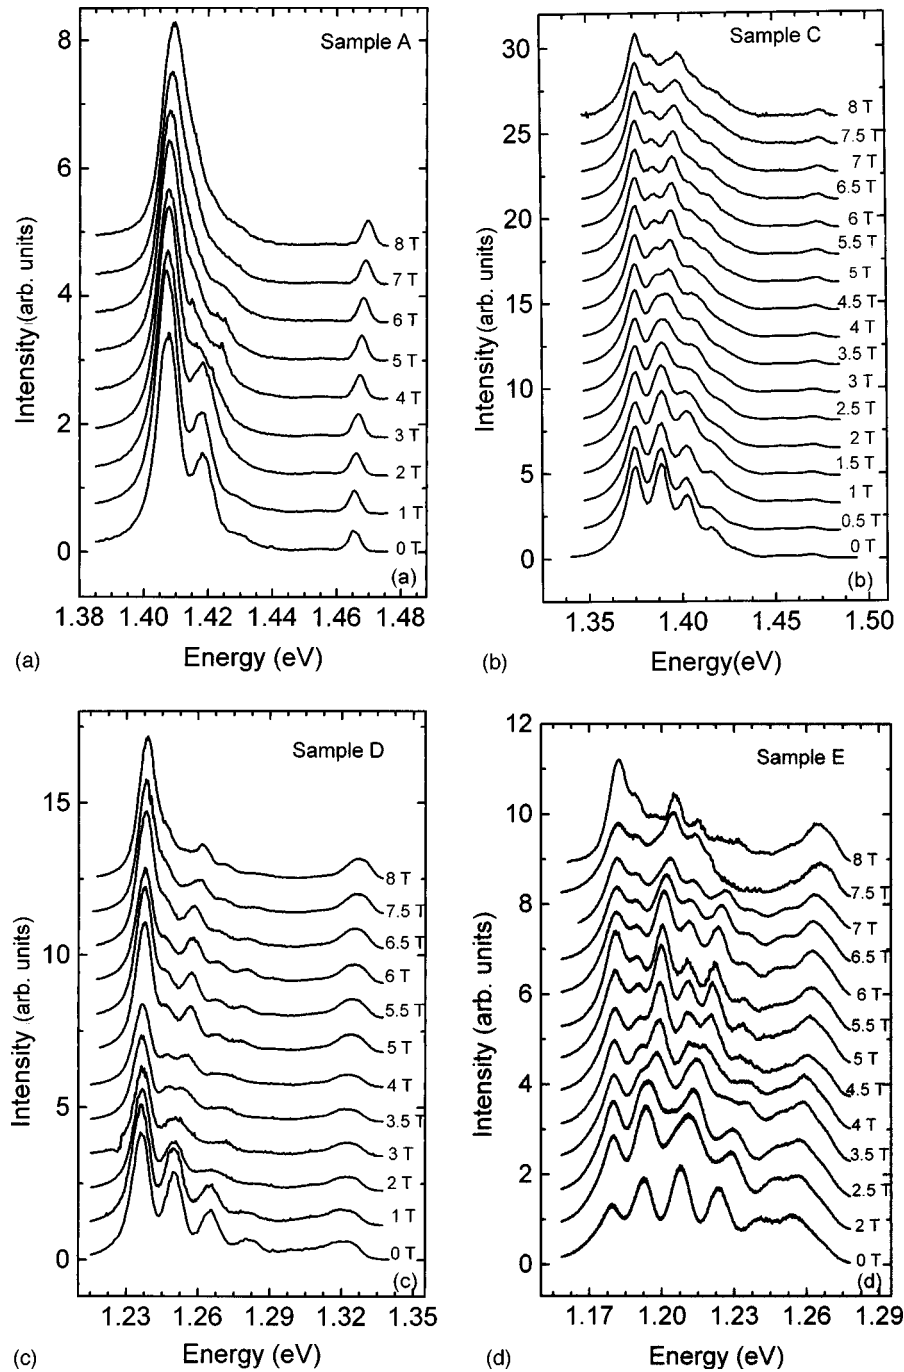 Sample A
8
6
4
2
0
Intensity (arb. units)
8 T
7 T
6 T
5 T
4 T
3 T
2 T
1 T
0 T
(a)
1.38 1.40 1.42 1.44 1.46 1.48
Energy (eV)
(a)
Sample C
30
25
20
15
10
5
0
Intensity (arb. units)
8 T
7.5 T
7 T
6.5 T
6 T
5.5 T
5 T
4.5 T
4 T
3.5 T
3 T
2.5 T
2 T
1.5 T
1 T
0.5 T
0 T
(b)
1.35 1.40 1.45 1.50
Energy(eV)
(b)
Sample D
15
10
5
0
Intensity (arb. units)
8 T
7.5 T
6.5 T
6 T
5.5 T
5 T
4 T
3.5 T
3 T
2 T
1 T
0 T
(c)
1.23 1.26 1.29 1.32 1.35
Energy (eV)
(c)
Sample E
12
10
8
6
4
2
0
Intensity (arb. units)
8 T
7.5 T
7 T
6.5 T
6 T
5.5 T
5 T
4.5 T
4 T
3.5 T
2.5 T
2 T
0 T
(d)
1.17 1.20 1.23 1.26 1.29
Energy (eV)
(d)